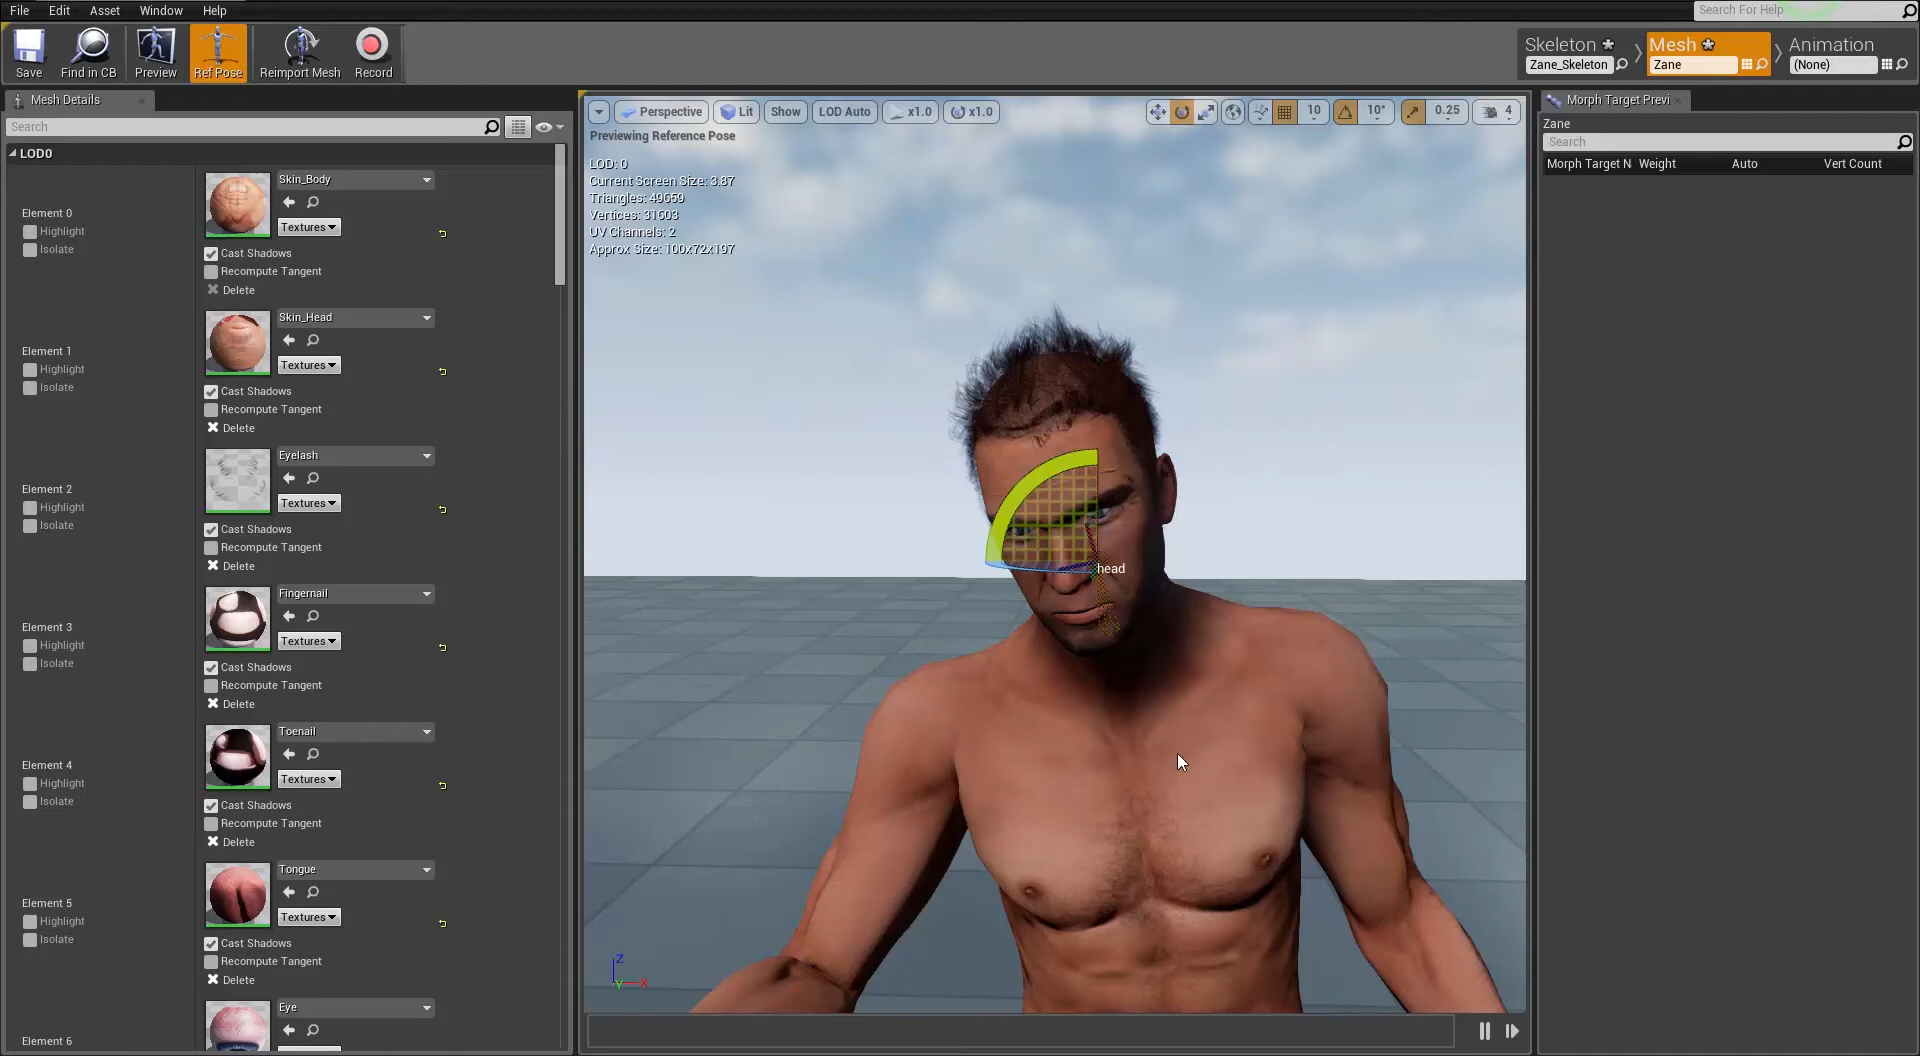 File Edit Asset Window Help
Search For Help
Save Find in CB Preview Ref Pose Reimport Mesh Record
Skeleton Mesh Animation
Zane_Skeleton Zane (None)
Mesh Details
Search
LOD0
Element 0
Highlight
Isolate
Skin_Body
Textures
Cast Shadows
Recompute Tangent
Delete
Element 1
Highlight
Isolate
Skin_Head
Textures
Cast Shadows
Recompute Tangent
Delete
Element 2
Highlight
Isolate
Eyelash
Textures
Cast Shadows
Recompute Tangent
Delete
Element 3
Highlight
Isolate
Fingernail
Textures
Cast Shadows
Recompute Tangent
Delete
Element 4
Highlight
Isolate
Toenail
Textures
Cast Shadows
Recompute Tangent
Delete
Element 5
Highlight
Isolate
Tongue
Textures
Cast Shadows
Recompute Tangent
Delete
Element 6
Eye
Perspective Lit Show LOD Auto x1.0 x1.0 10 10° 0.25 4
Previewing Reference Pose
LOD: 0
Current Screen Size: 3.87
Triangles: 49659
Vertices: 31603
UV Channels: 2
Approx Size: 100x72x197
head
Z
Y X
Morph Target Previ
Zane
Search
Morph Target N Weight Auto Vert Count